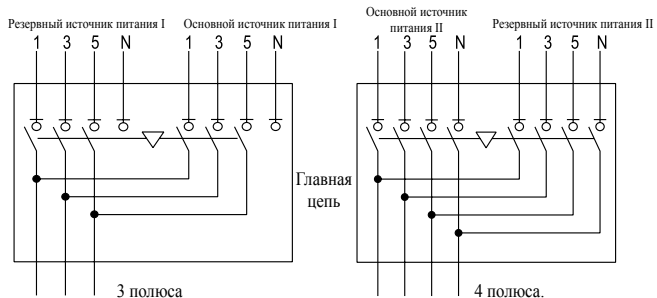 Резервный источник питания I
Основной источник питания I
1 3 5 N
1 3 5 N
Основной источник
питания II
Резервный источник питания II
1 3 5 N
1 3 5 N
Главная
цепь
3 полюса
4 полюса.